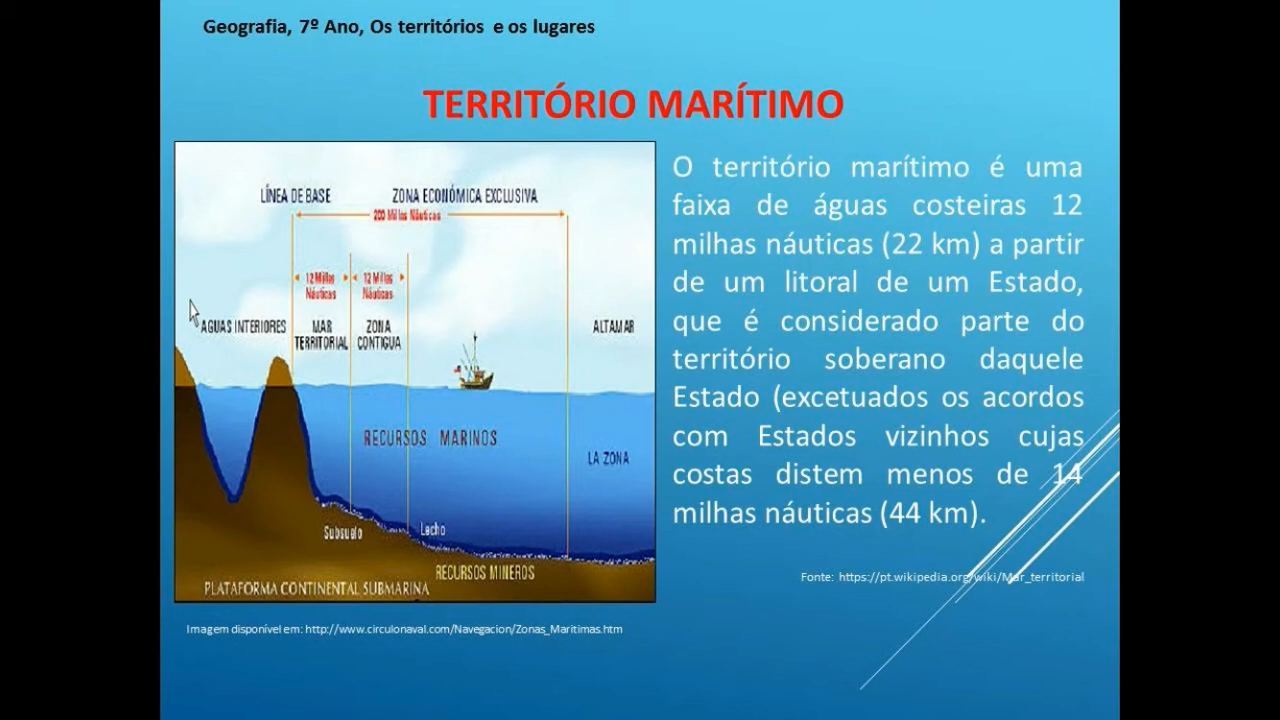 Geografia, 7º Ano, Os territórios e os lugares
TERRITÓRIO MARÍTIMO
LÍNEA DE BASE
ZONA ECONÓMICA EXCLUSIVA
200 Millas Náuticas
12 Millas
Náuticas
12 Millas
Náuticas
AGUAS INTERIORES
MAR
TERRITORIAL
ZONA
CONTIGUA
ALTAMAR
RECURSOS MARINOS
LA ZONA
Subsuelo
Lecho
RECURSOS MINEROS
PLATAFORMA CONTINENTAL SUBMARINA
O território marítimo é uma
faixa de águas costeiras 12
milhas náuticas (22 km) a partir
de um litoral de um Estado,
que é considerado parte do
território soberano daquele
Estado (excetuados os acordos
com Estados vizinhos cujas
costas distem menos de 14
milhas náuticas (44 km).
Fonte: https://pt.wikipedia.org/wiki/Mar_territorial
Imagem disponível em: http://www.circulonaval.com/Navegacion/Zonas_Maritimas.htm